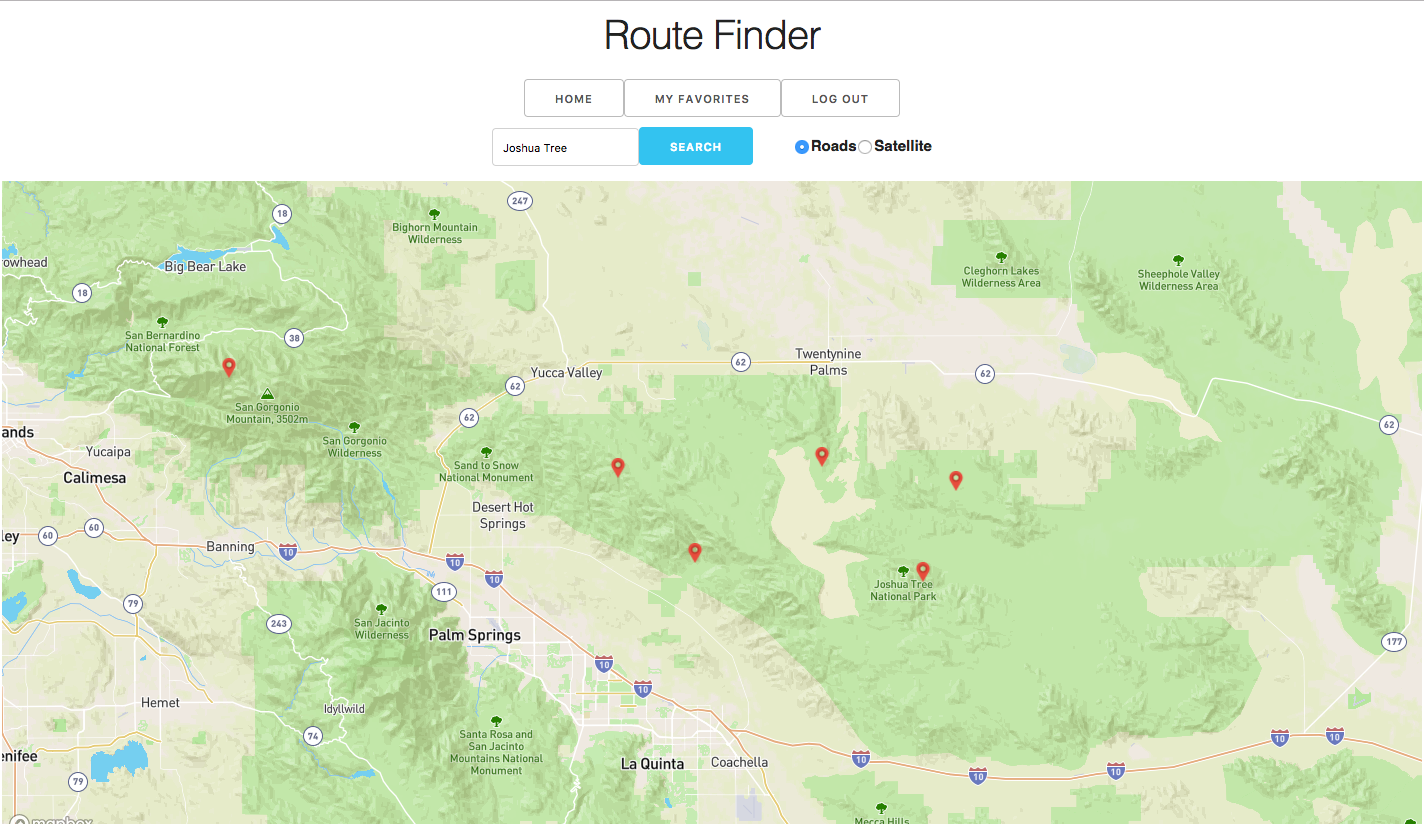 Route Finder
HOME
MY FAVORITES
LOG OUT
Joshua Tree
SEARCH
Roads
Satellite
247
18
Bighorn Mountain
Wilderness
owhead
Big Bear Lake
Cleghorn Lakes
Wilderness Area
Sheephole Valley
Wilderness Area
18
San Bernardino
National Forest
38
Twentynine
Palms
62
Yucca Valley
62
62
San Gorgonio
Mountain, 3502m
62
62
ands
San Gorgonio
Wilderness
Yucaipa
Calimesa
Sand to Snow
National Monument
Desert Hot
Springs
ley
60
60
Banning
10
10
10
111
Joshua Tree
National Park
79
243
San Jacinto
Wilderness
Palm Springs
177
10
10
Hemet
Idyllwild
74
Santa Rosa and
San Jacinto
Mountains National
Monument
10
10
enifee
La Quinta
Coachella
10
10
10
79
Mecca Hills
mapbox